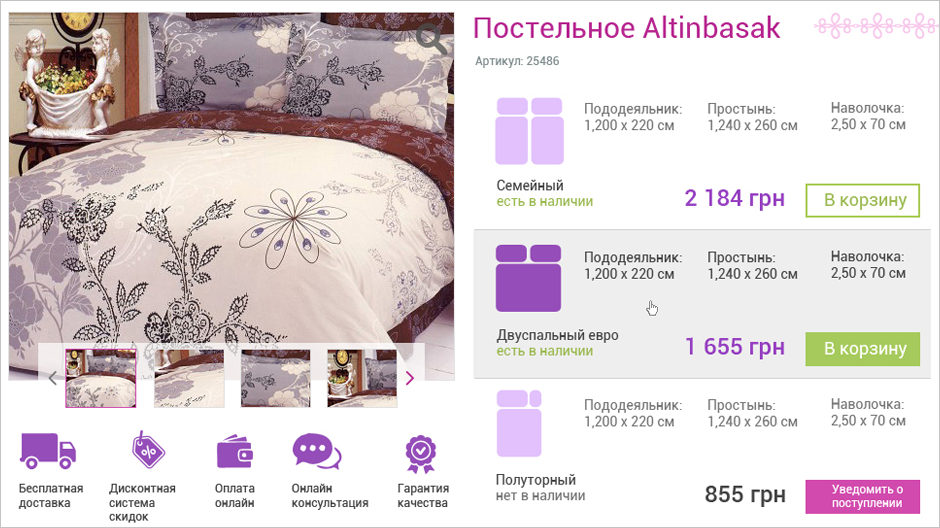 Постельное Altinbasak
Артикул: 25486
Пододеяльник: Простынь: Наволочка:
1,200 х 220 см 1,240 х 260 см 2,50 х 70 см
Семейный
есть в наличии
2 184 грн
В корзину
Пододеяльник: Простынь: Наволочка:
1,200 х 220 см 1,240 х 260 см 2,50 х 70 см
Двуспальный евро
есть в наличии
1 655 грн
В корзину
Пододеяльник: Простынь: Наволочка:
1,200 х 220 см 1,240 х 260 см 2,50 х 70 см
Полуторный
нет в наличии
855 грн
Уведомить о
поступлении
Бесплатная
доставка
%
Дисконтная
система
скидок
Оплата
онлайн
Онлайн
консультация
Гарантия
качества